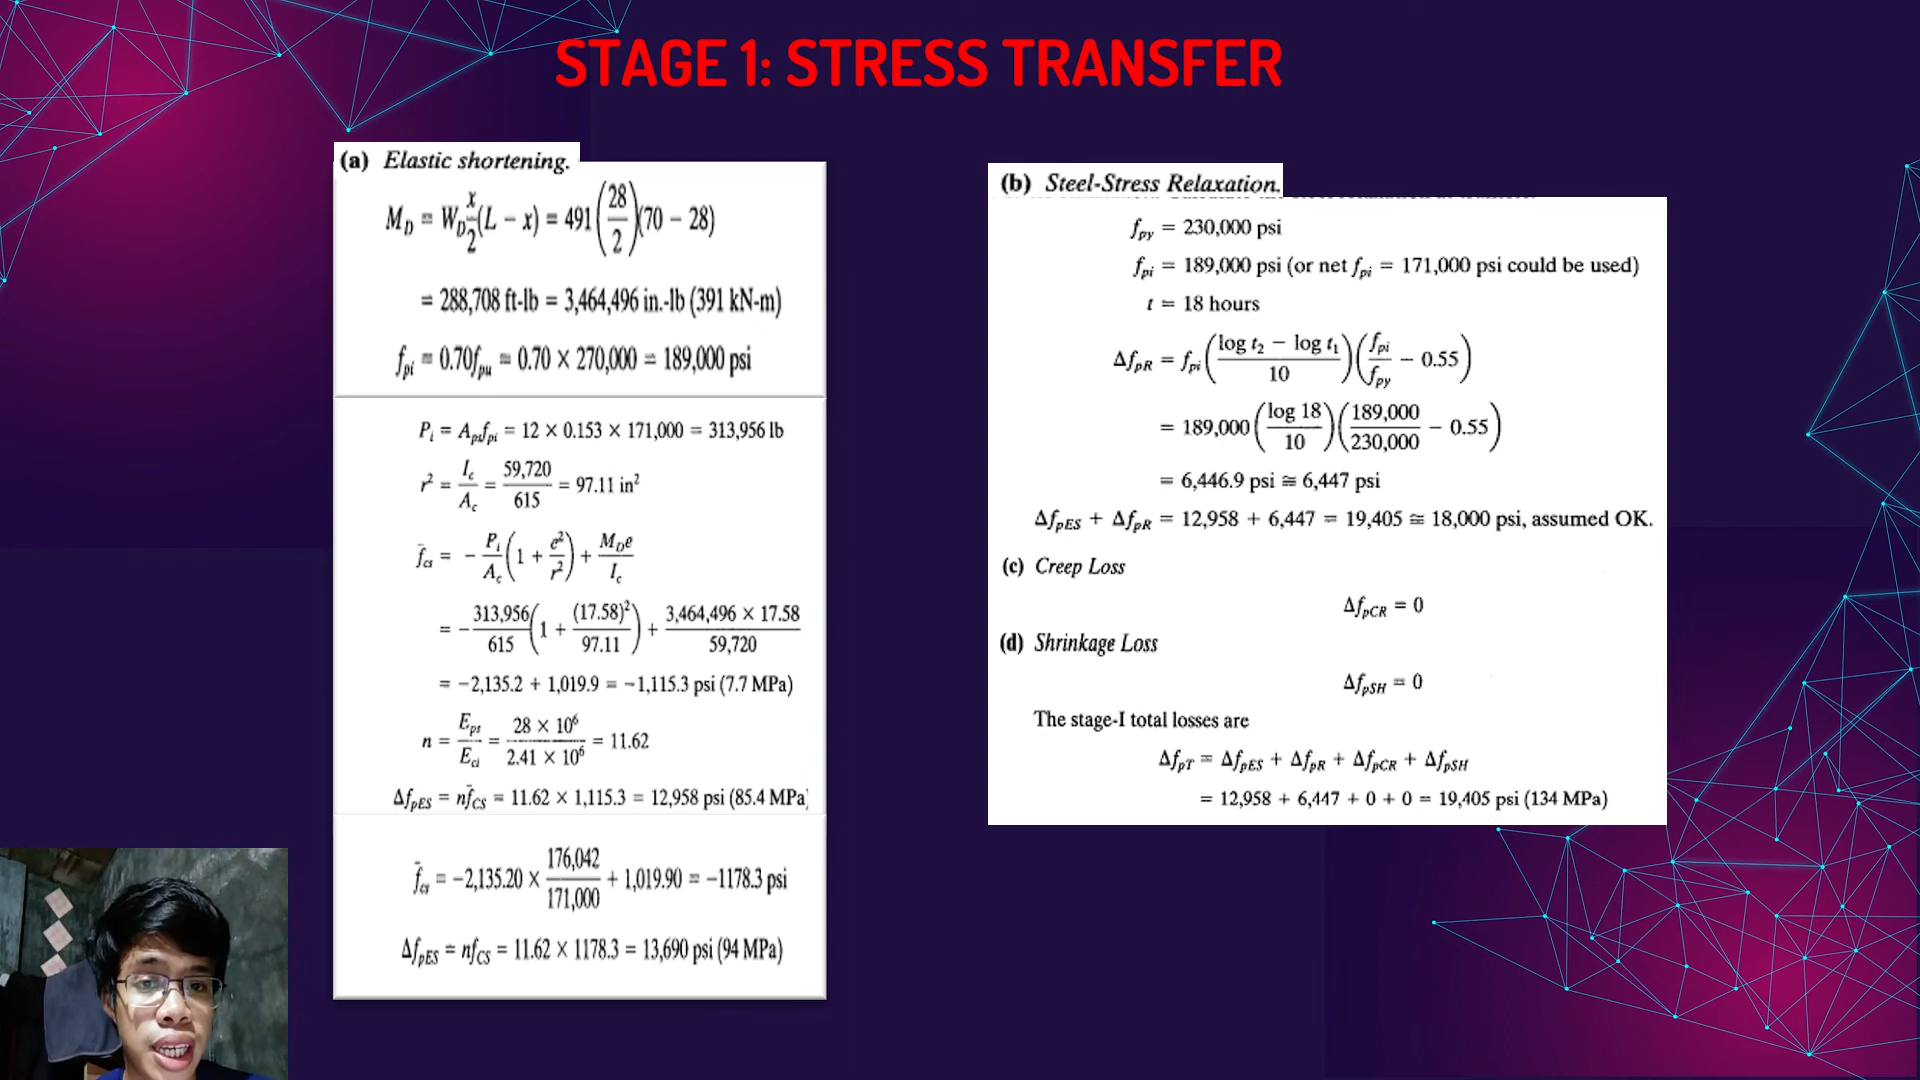 STAGE 1: STRESS TRANSFER
(a) Elastic shortening.
M_D = W_D x/2 (L − x) = 491 (28/2)(70 − 28)
= 288,708 ft-lb = 3,464,496 in.-lb (391 kN-m)
f_pi = 0.70f_pu = 0.70 × 270,000 = 189,000 psi
P_i = A_ps f_pi = 12 × 0.153 × 171,000 = 313,956 lb
r² = I_c/A_c = 59,720/615 = 97.11 in²
f̄_cs = − P_i/A_c (1 + e²/r²) + M_D e/I_c
= − 313,956/615 (1 + (17.58)²/97.11) + 3,464,496 × 17.58/59,720
= −2,135.2 + 1,019.9 = −1,115.3 psi (7.7 MPa)
n = E_ps/E_ci = 28 × 10⁶/2.41 × 10⁶ = 11.62
Δf_pES = nf̄_CS = 11.62 × 1,115.3 = 12,958 psi (85.4 MPa)
f̄_cs = −2,135.20 × 176,042/171,000 + 1,019.90 = −1178.3 psi
Δf_pES = nf_CS = 11.62 × 1178.3 = 13,690 psi (94 MPa)
(b) Steel-Stress Relaxation.
f_py = 230,000 psi
f_pi = 189,000 psi (or net f_pi = 171,000 psi could be used)
t = 18 hours
Δf_pR = f_pi (log t₂ − log t₁/10)(f_pi/f_py − 0.55)
= 189,000 (log 18/10)(189,000/230,000 − 0.55)
= 6,446.9 psi ≅ 6,447 psi
Δf_pES + Δf_pR = 12,958 + 6,447 = 19,405 ≅ 18,000 psi, assumed OK.
(c) Creep Loss
Δf_pCR = 0
(d) Shrinkage Loss
Δf_pSH = 0
The stage-I total losses are
Δf_pT = Δf_pES + Δf_pR + Δf_pCR + Δf_pSH
= 12,958 + 6,447 + 0 + 0 = 19,405 psi (134 MPa)